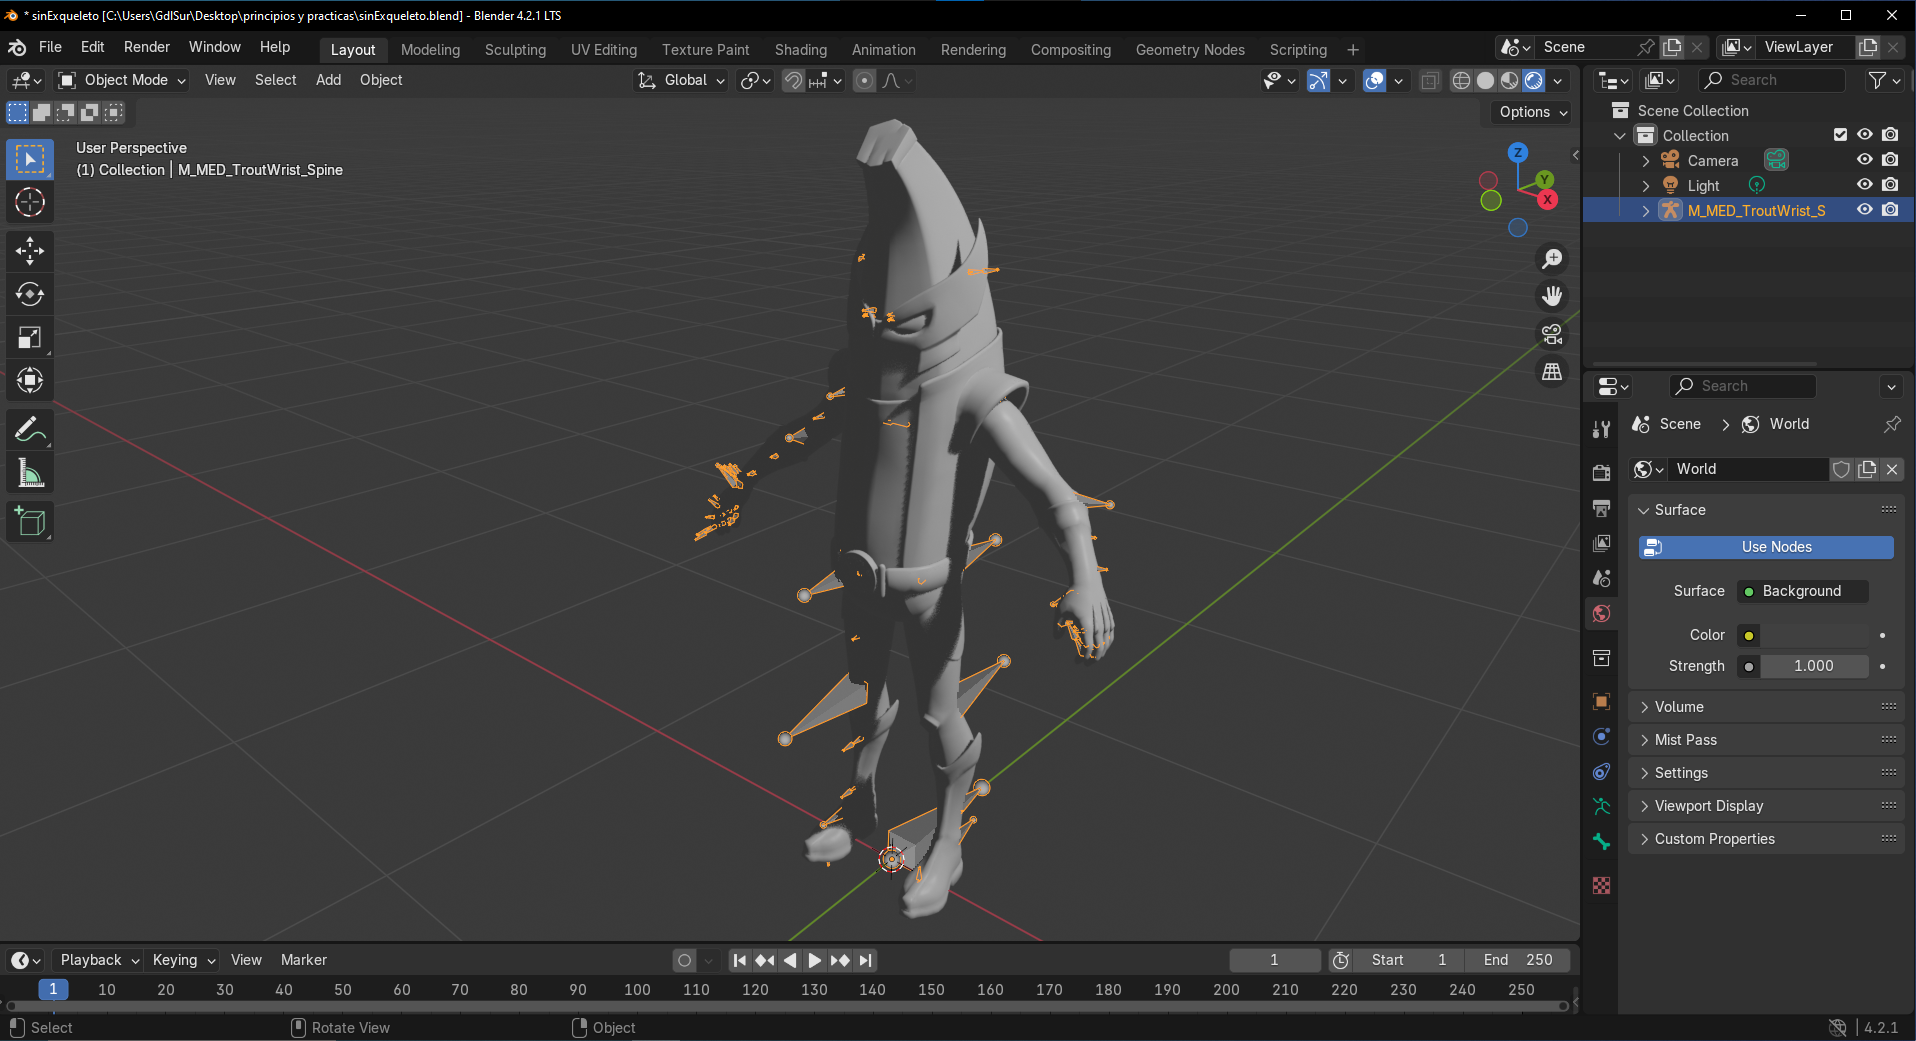 * sinExqueleto [C:\Users\GdlSur\Desktop\principios y practicas\sinExqueleto.blend] - Blender 4.2.1 LTS
File Edit Render Window Help Layout Modeling Sculpting UV Editing Texture Paint Shading Animation Rendering Compositing Geometry Nodes Scripting + Scene ViewLayer
Object Mode View Select Add Object Global Search
Options
User Perspective
(1) Collection | M_MED_TroutWrist_Spine
Z
Y
X
Scene Collection
Collection
Camera
Light
M_MED_TroutWrist_S
Search
Scene > World
World
Surface
Use Nodes
Surface Background
Color
Strength 1.000
Volume
Mist Pass
Settings
Viewport Display
Custom Properties
Playback Keying View Marker 1 Start 1 End 250
1 10 20 30 40 50 60 70 80 90 100 110 120 130 140 150 160 170 180 190 200 210 220 230 240 250
Select Rotate View Object 4.2.1